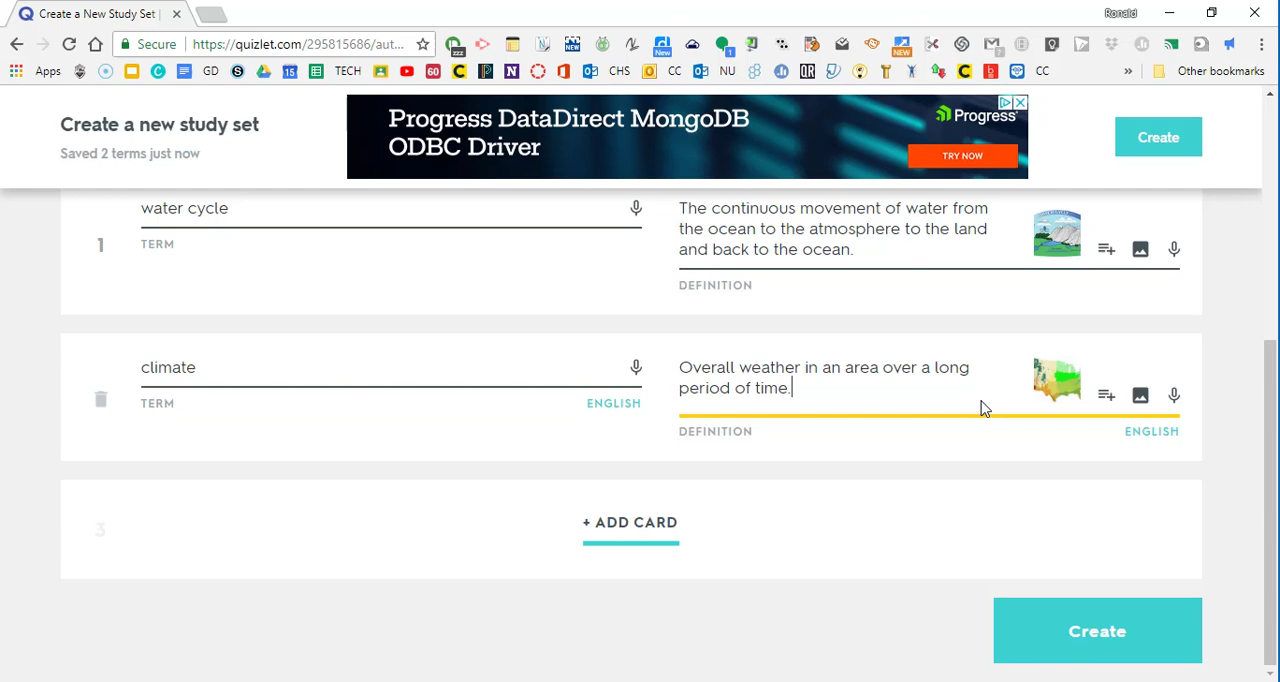 Create a New Study Set |
Ronald
Secure
https://quizlet.com/295815686/aut...
Apps
GD
15
TECH
60
CHS
CC
NU
QR
CC
»
Other bookmarks
Create a new study set
Saved 2 terms just now
Progress DataDirect MongoDB
ODBC Driver
Progress
TRY NOW
Create
1
water cycle
TERM
The continuous movement of water from
the ocean to the atmosphere to the land
and back to the ocean.
DEFINITION
climate
TERM
ENGLISH
Overall weather in an area over a long
period of time.
DEFINITION
ENGLISH
3
+ ADD CARD
Create